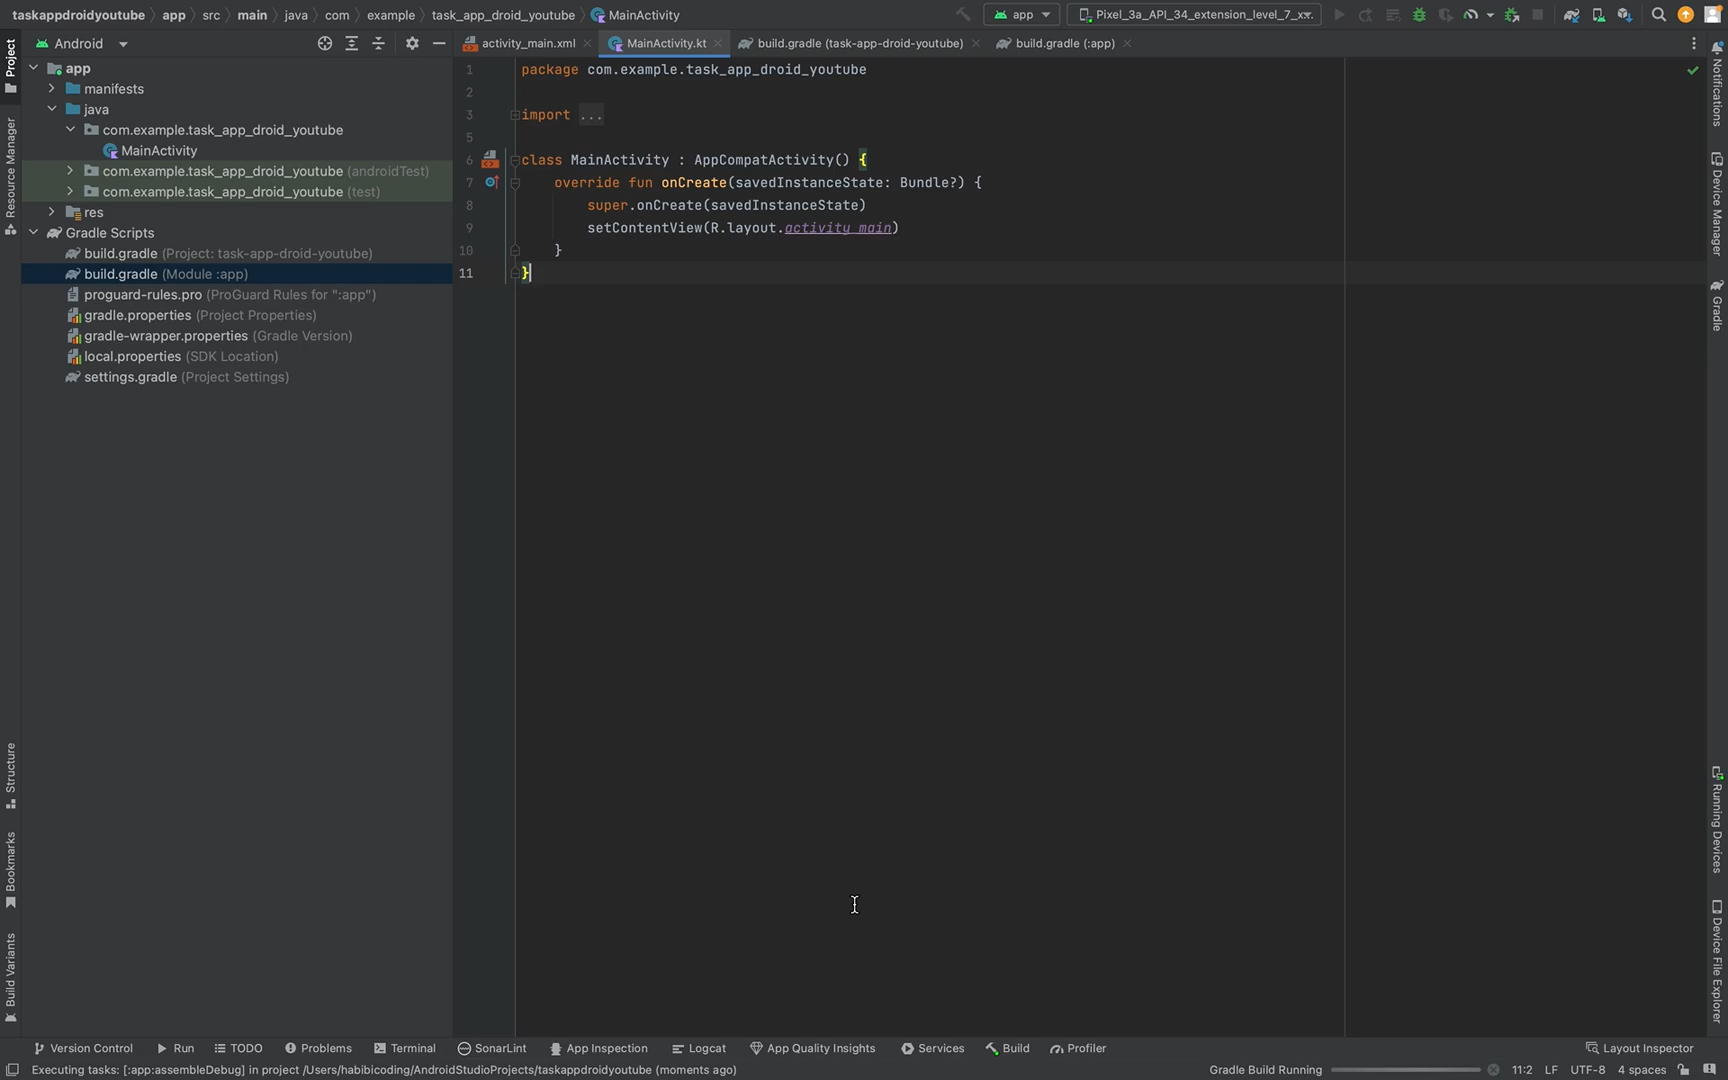 taskappdroidyoutube > app > src > main > java > com > example > task_app_droid_youtube > MainActivity
app
Pixel_3a_API_34_extension_level_7_x...
Project
Android
activity_main.xml
MainActivity.kt
build.gradle (task-app-droid-youtube)
build.gradle (:app)
Notifications
app
manifests
java
com.example.task_app_droid_youtube
MainActivity
com.example.task_app_droid_youtube (androidTest)
com.example.task_app_droid_youtube (test)
res
Gradle Scripts
build.gradle (Project: task-app-droid-youtube)
build.gradle (Module :app)
proguard-rules.pro (ProGuard Rules for ":app")
gradle.properties (Project Properties)
gradle-wrapper.properties (Gradle Version)
local.properties (SDK Location)
settings.gradle (Project Settings)
1 package com.example.task_app_droid_youtube
2
3 import ...
5
6 class MainActivity : AppCompatActivity() {
7 override fun onCreate(savedInstanceState: Bundle?) {
8 super.onCreate(savedInstanceState)
9 setContentView(R.layout.activity_main)
10 }
11 }
Resource Manager
Structure
Bookmarks
Build Variants
Device Manager
Gradle
Running Devices
Device File Explorer
Version Control
Run
TODO
Problems
Terminal
SonarLint
App Inspection
Logcat
App Quality Insights
Services
Build
Profiler
Layout Inspector
Executing tasks: [:app:assembleDebug] in project /Users/habibicoding/AndroidStudioProjects/taskappdroidyoutube (moments ago)
Gradle Build Running
11:2 LF UTF-8 4 spaces